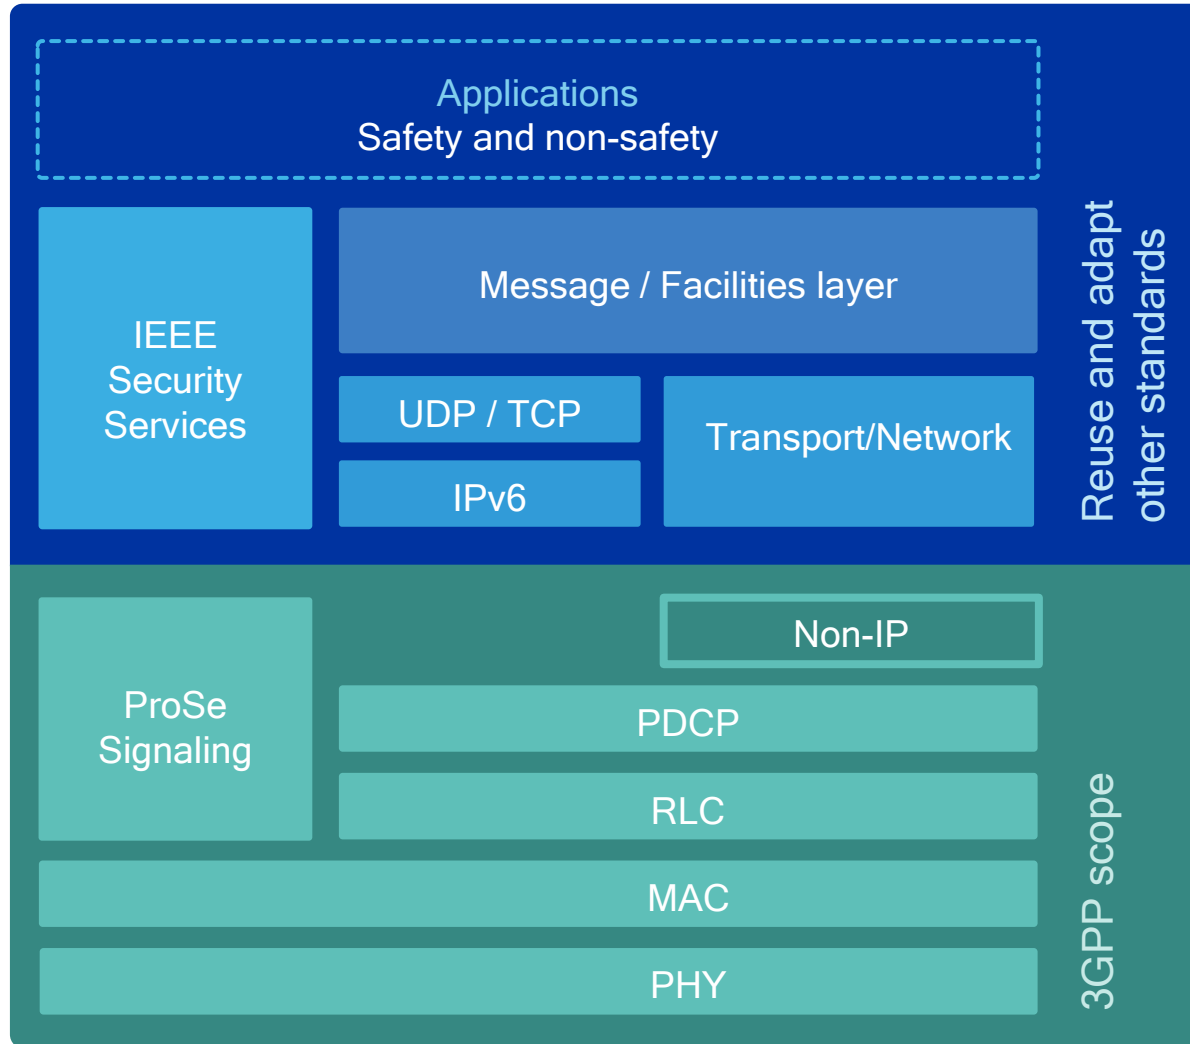 Applications
Safety and non-safety
IEEE
Security
Services
Message / Facilities layer
UDP / TCP
IPv6
Transport/Network
Reuse and adapt
other standards
ProSe
Signaling
Non-IP
PDCP
RLC
MAC
PHY
3GPP scope